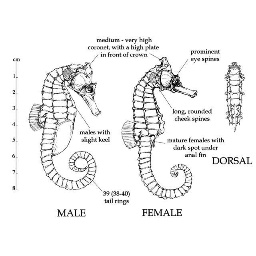 medium - very high
coronet, with a high plate
in front of crown
prominent
eye spines
cm
1
2
3
4
5
6
7
8
long, rounded
cheek spines
males with
slight keel
mature females with
dark spot under
anal fin
DORSAL
39 (38-40)
tail rings
MALE
FEMALE